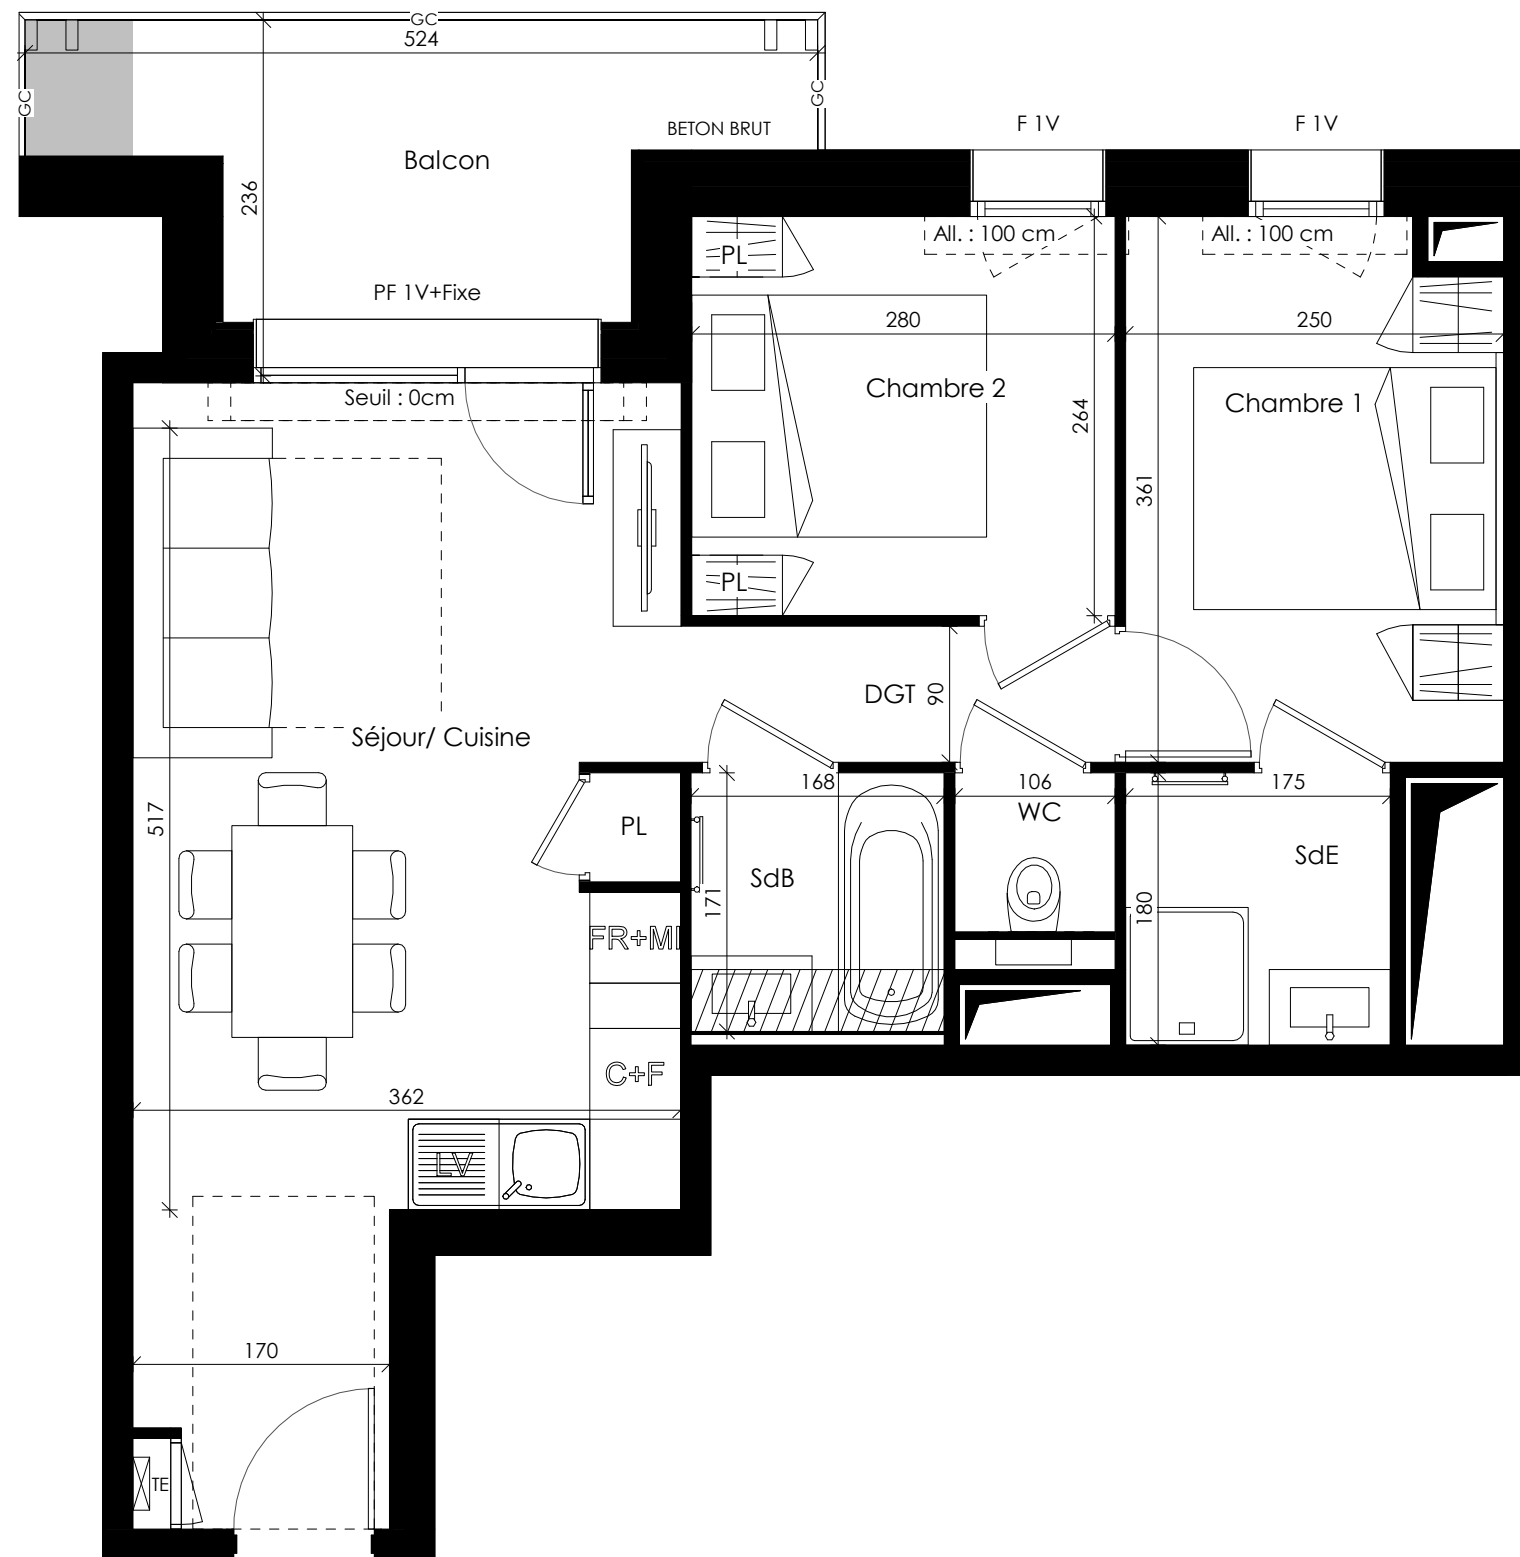 GC
524
GC
GC
BETON BRUT
F 1V
F 1V
Balcon
236
PF 1V+Fixe
Seuil : 0cm
PL
All. : 100 cm
All. : 100 cm
280
250
Chambre 2
Chambre 1
264
361
PL
DGT
90
Séjour/ Cuisine
517
PL
168
106
175
WC
SdB
SdE
171
180
FR+MI
C+F
362
LV
170
TE